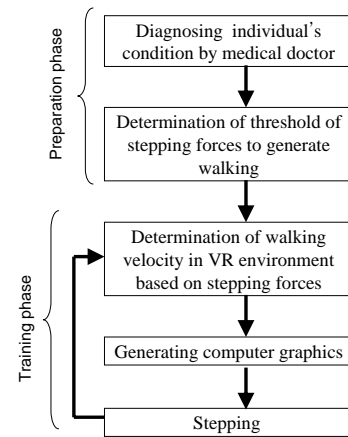 Preparation phase
Diagnosing individual's
condition by medical doctor
Determination of threshold of
stepping forces to generate
walking
Training phase
Determination of walking
velocity in VR environment
based on stepping forces
Generating computer graphics
Stepping